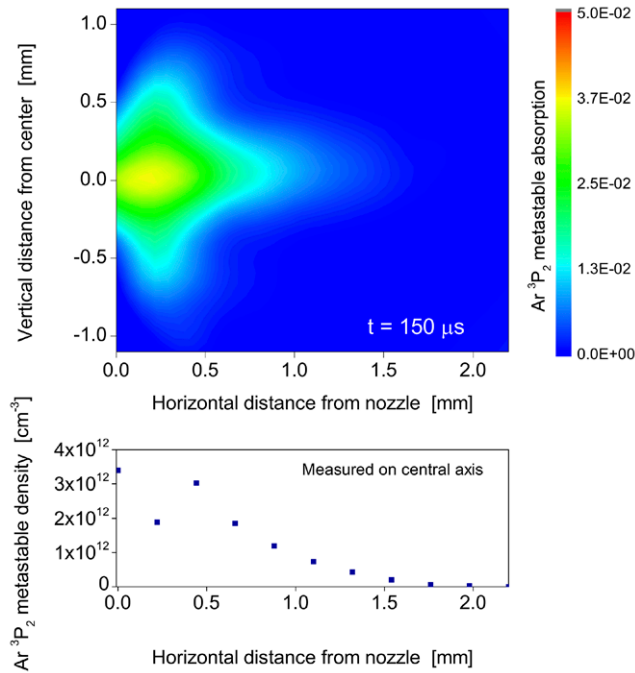 Vertical distance from center [mm]
1.0
0.5
0.0
-0.5
-1.0
t = 150 μs
0.0
0.5
1.0
1.5
2.0
Horizontal distance from nozzle [mm]
Ar ³P₂ metastable absorption
5.0E-02
3.7E-02
2.5E-02
1.3E-02
0.0E+00
Ar ³P₂ metastable density [cm⁻³]
4x10¹²
3x10¹²
2x10¹²
1x10¹²
0
Measured on central axis
0.0
0.5
1.0
1.5
2.0
Horizontal distance from nozzle [mm]